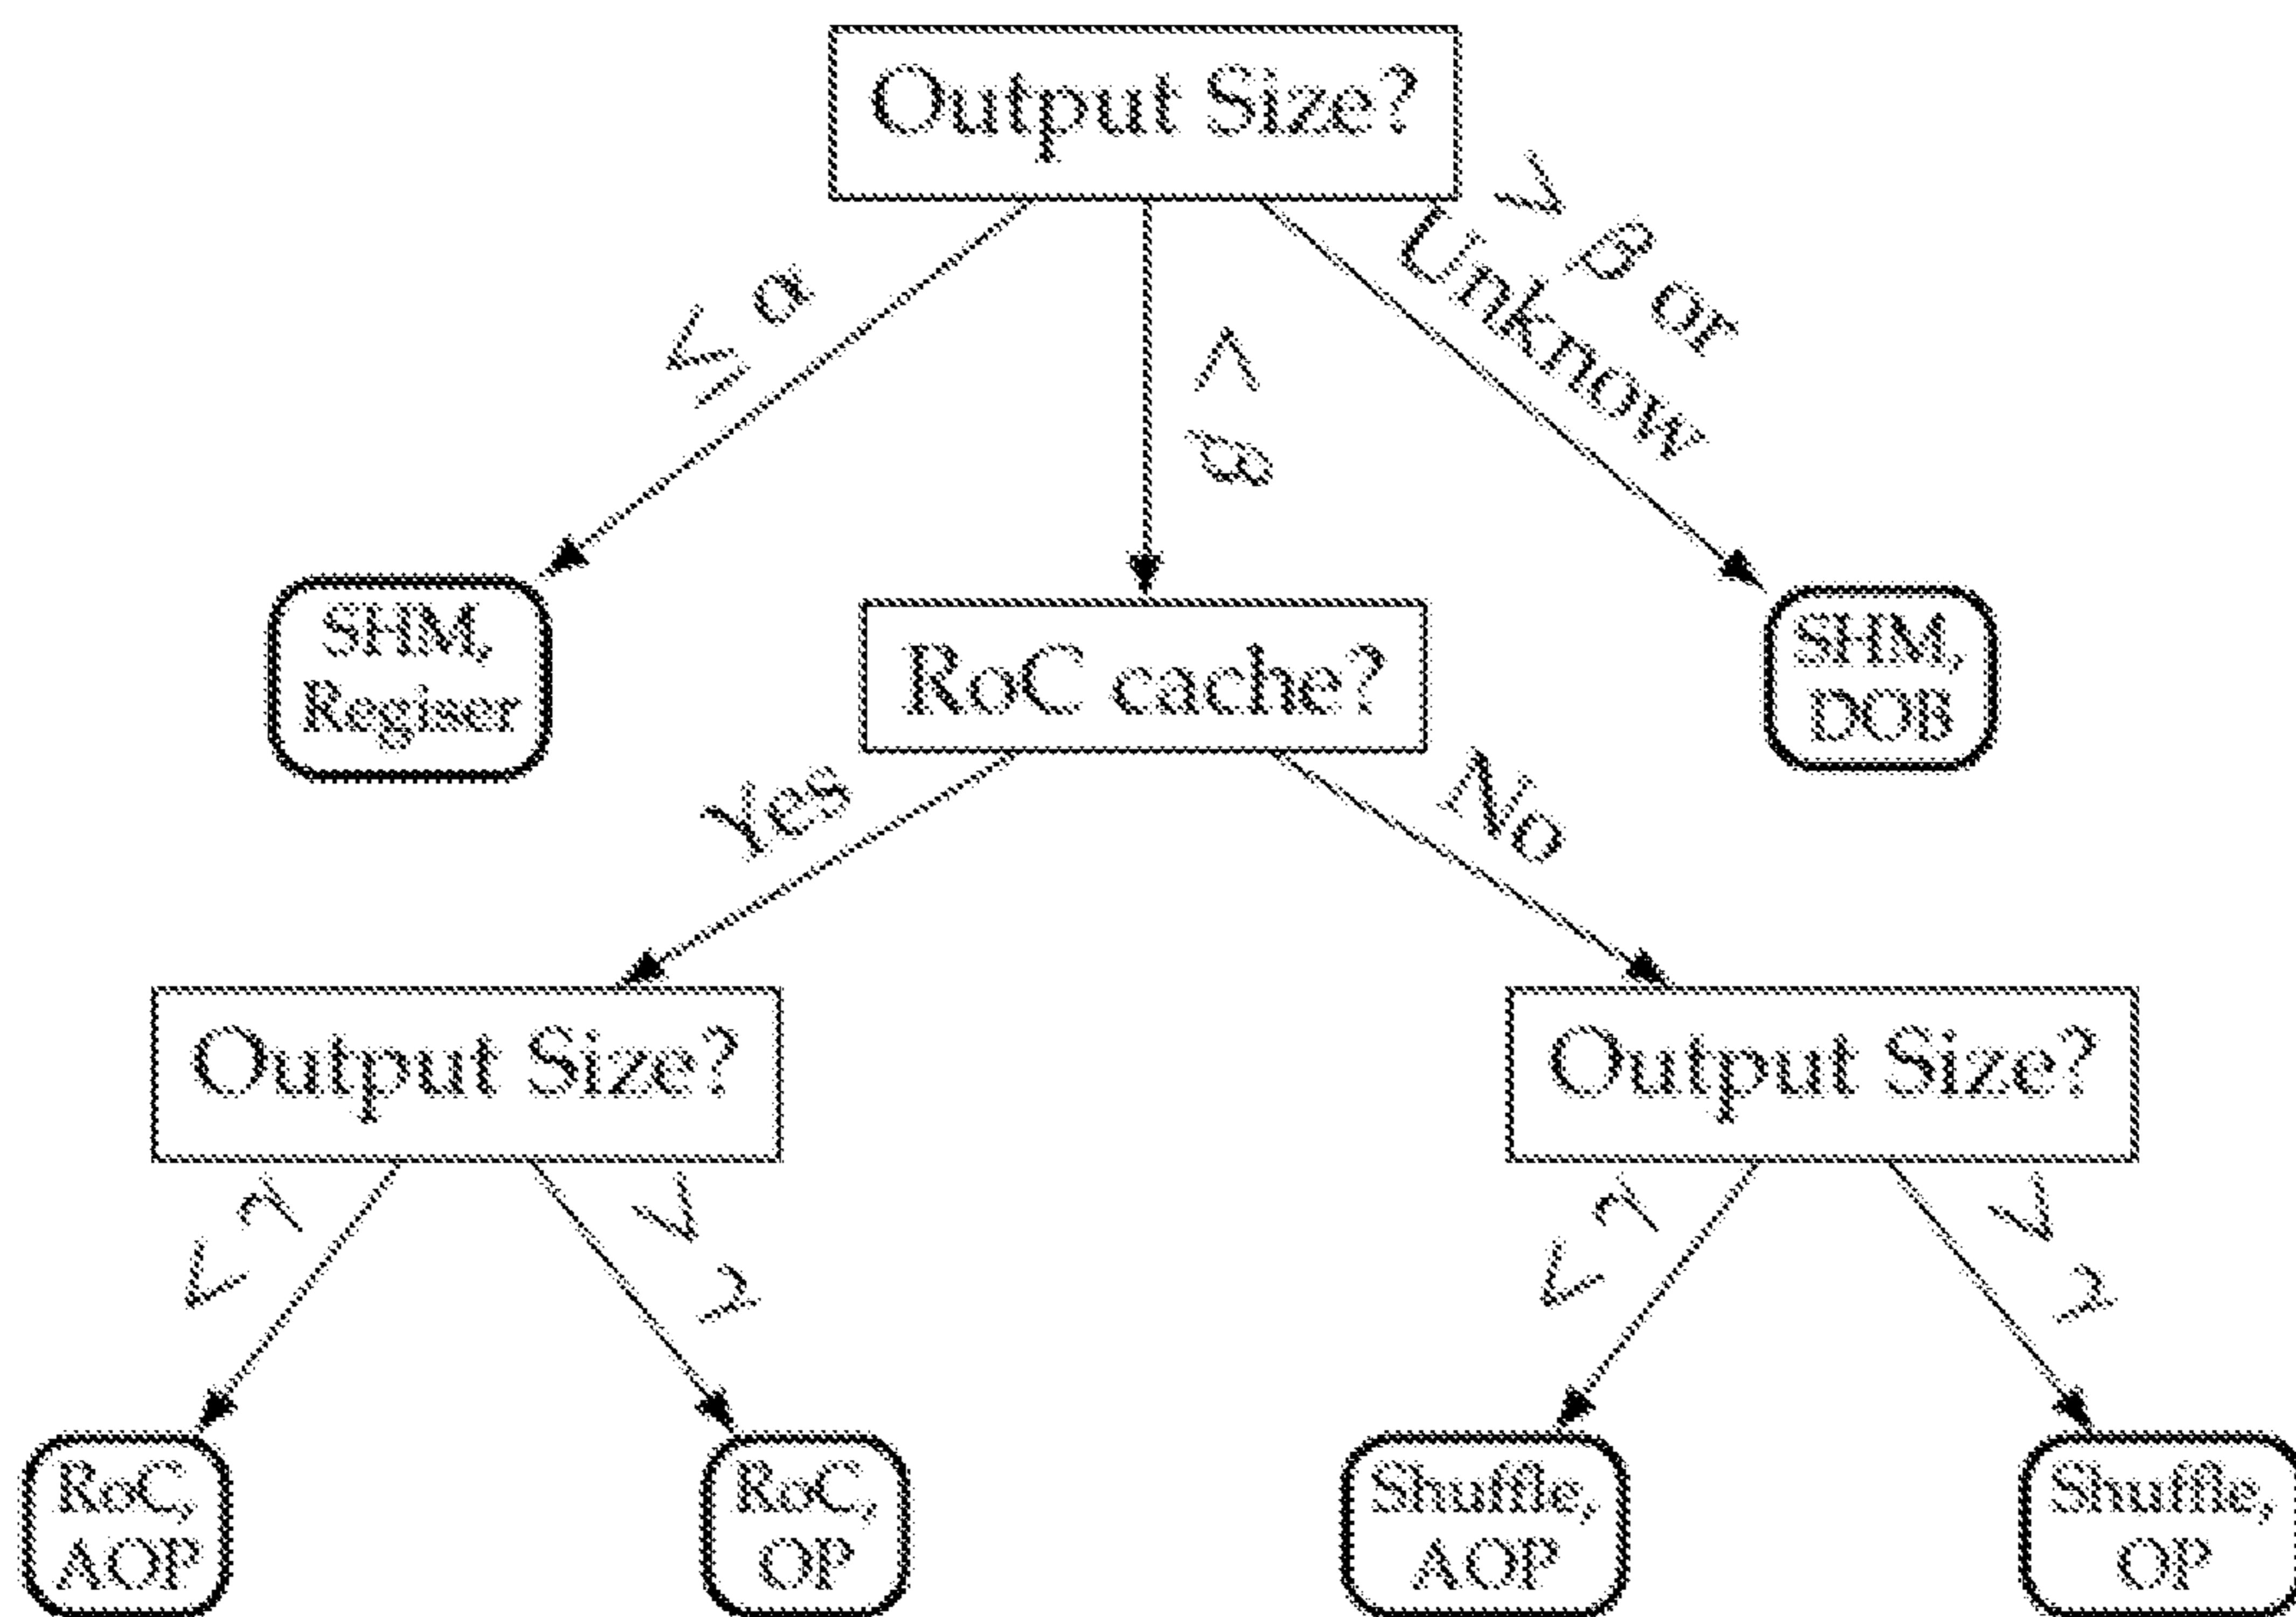 Output Size?
≤ α
< β
> β or
Unknow
SHM,
Regiser
RoC cache?
SHM,
DOB
Yes
No
Output Size?
Output Size?
< γ
> γ
< γ
> γ
RoC,
AOP
RoC,
OP
Shuffle,
AOP
Shuffle,
OP